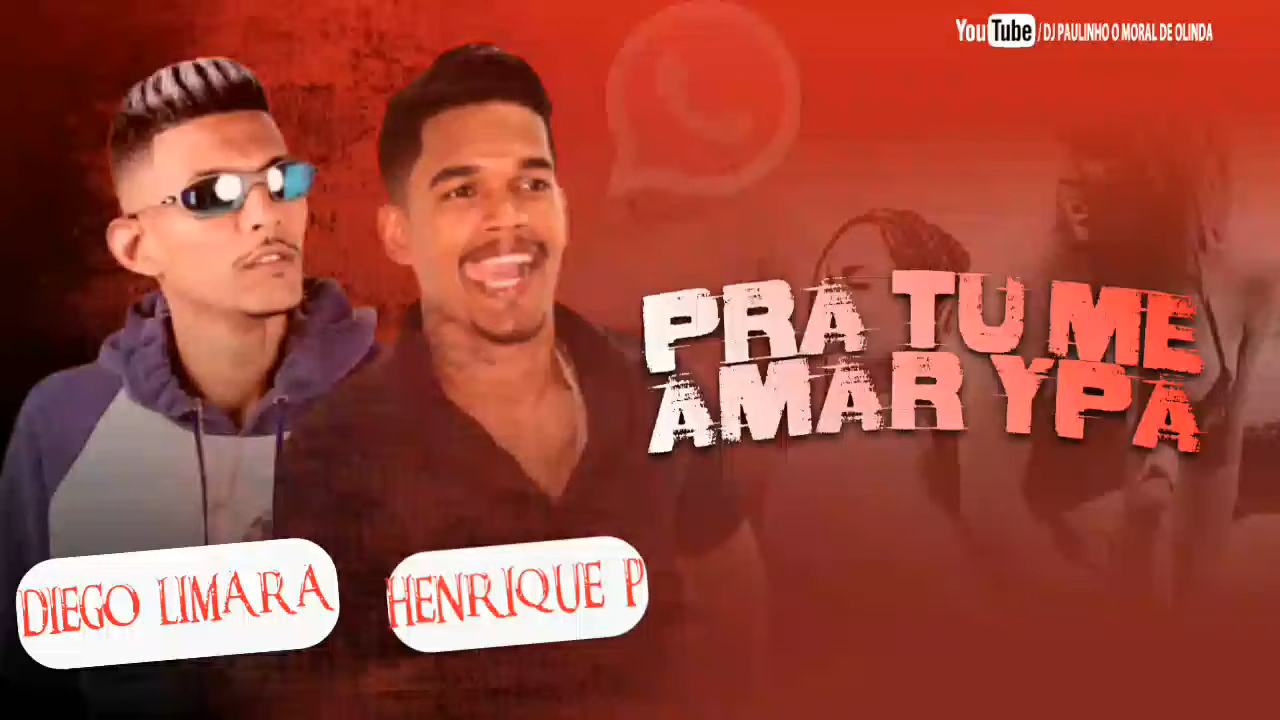 YouTube / DJ PAULINHO O MORAL DE OLINDA
PRA TU ME
AMAR YPA
DIEGO LIMARA
HENRIQUE P